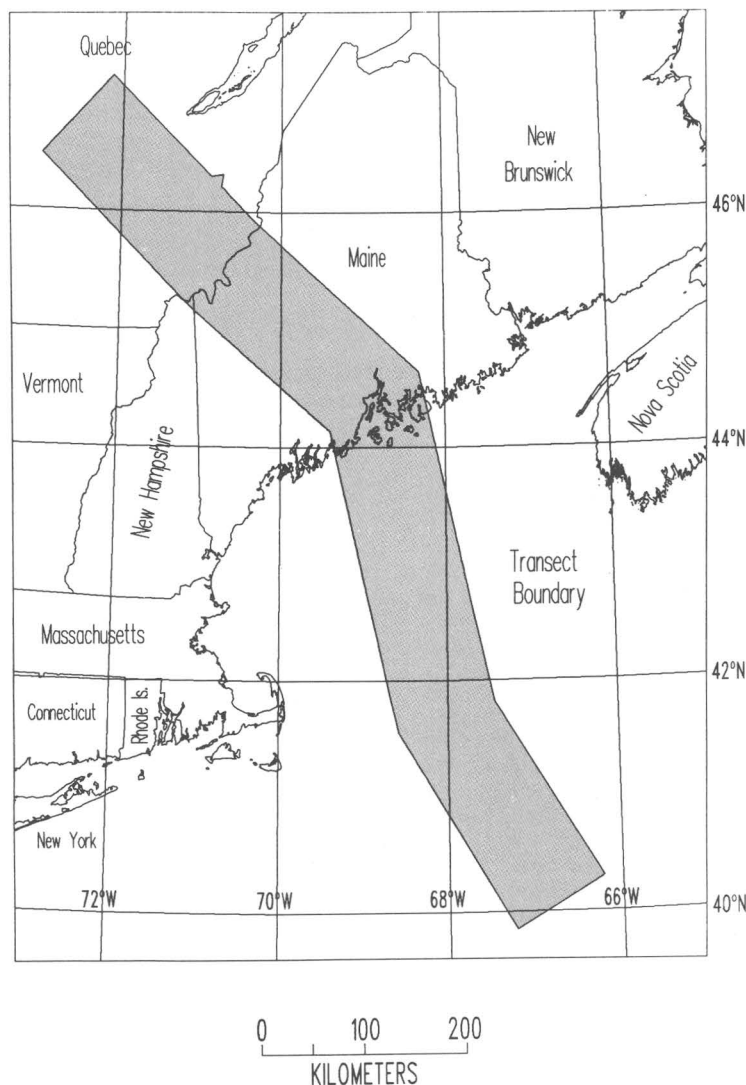 Quebec
New
Brunswick
46°N
Maine
Vermont
Nova Scotia
44°N
New Hampshire
Transect
Boundary
Massachusetts
42°N
Connecticut
Rhode Is.
New York
72°W
70°W
68°W
66°W
40°N
0
100
200
KILOMETERS